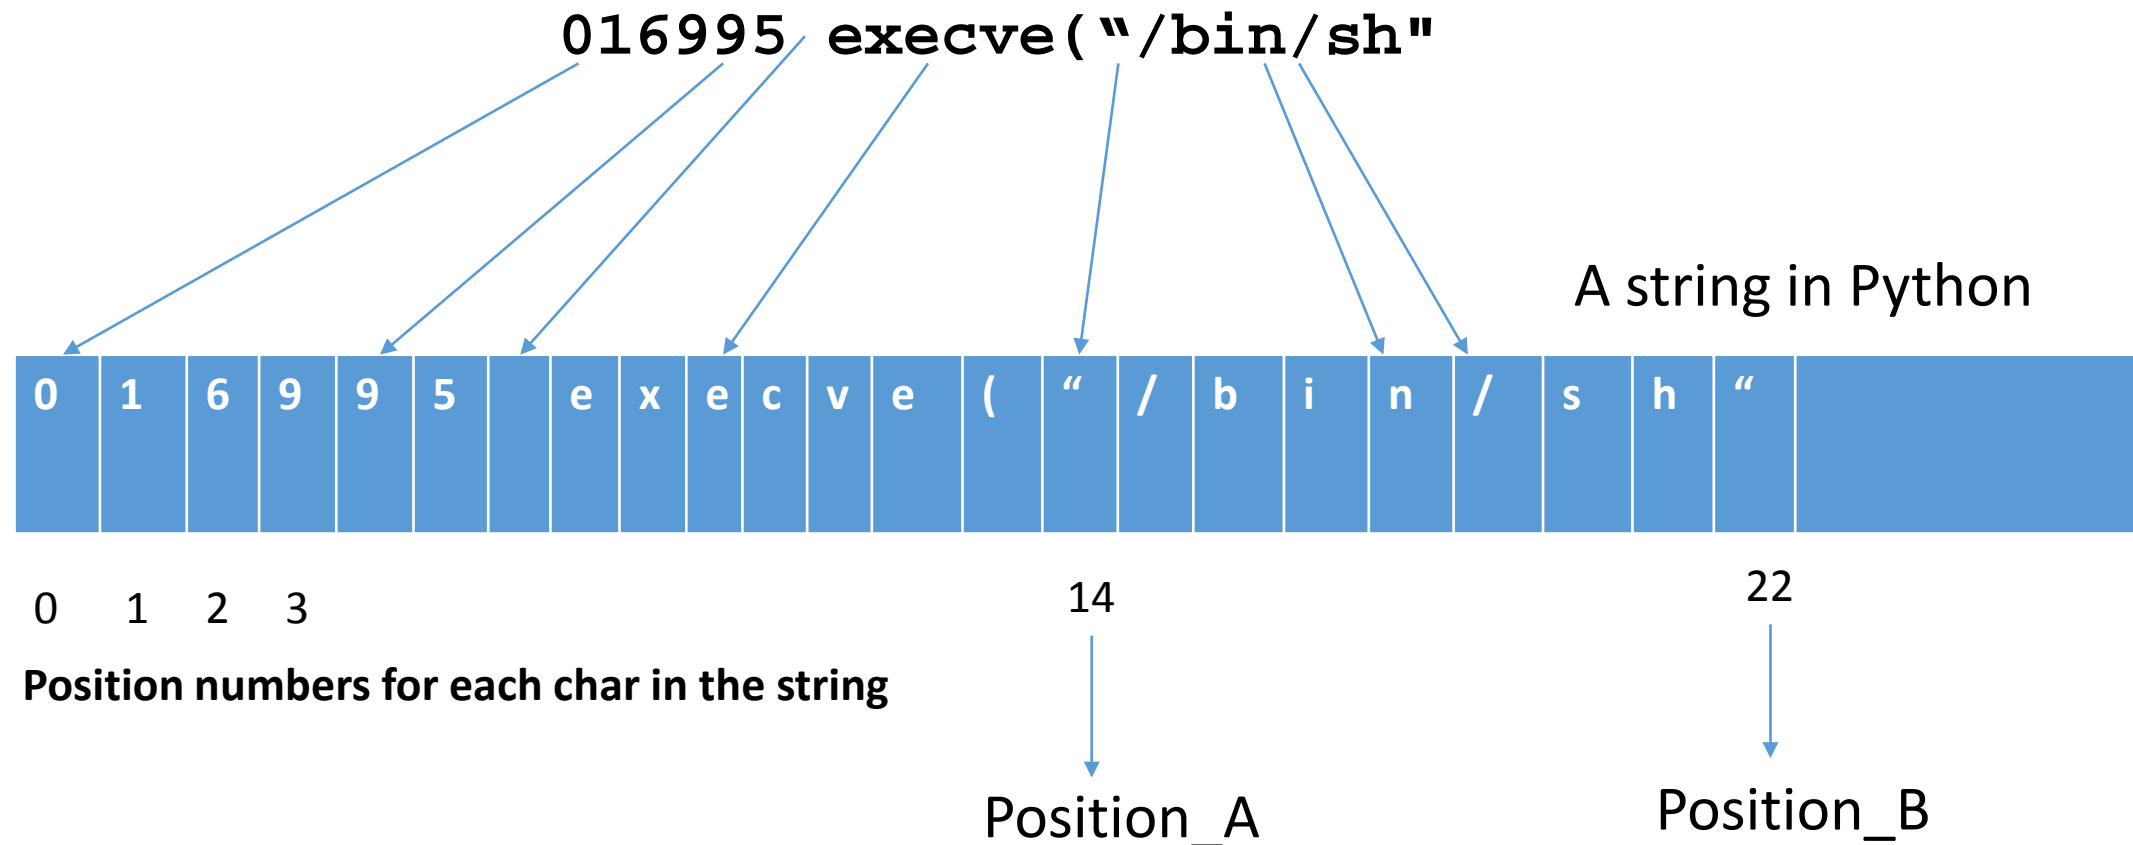 016995 execve(“/bin/sh"
A string in Python
0 1 6 9 9 5 e x e c v e ( “ / b i n / s h “
0 1 2 3 14 22
Position numbers for each char in the string
Position_A Position_B